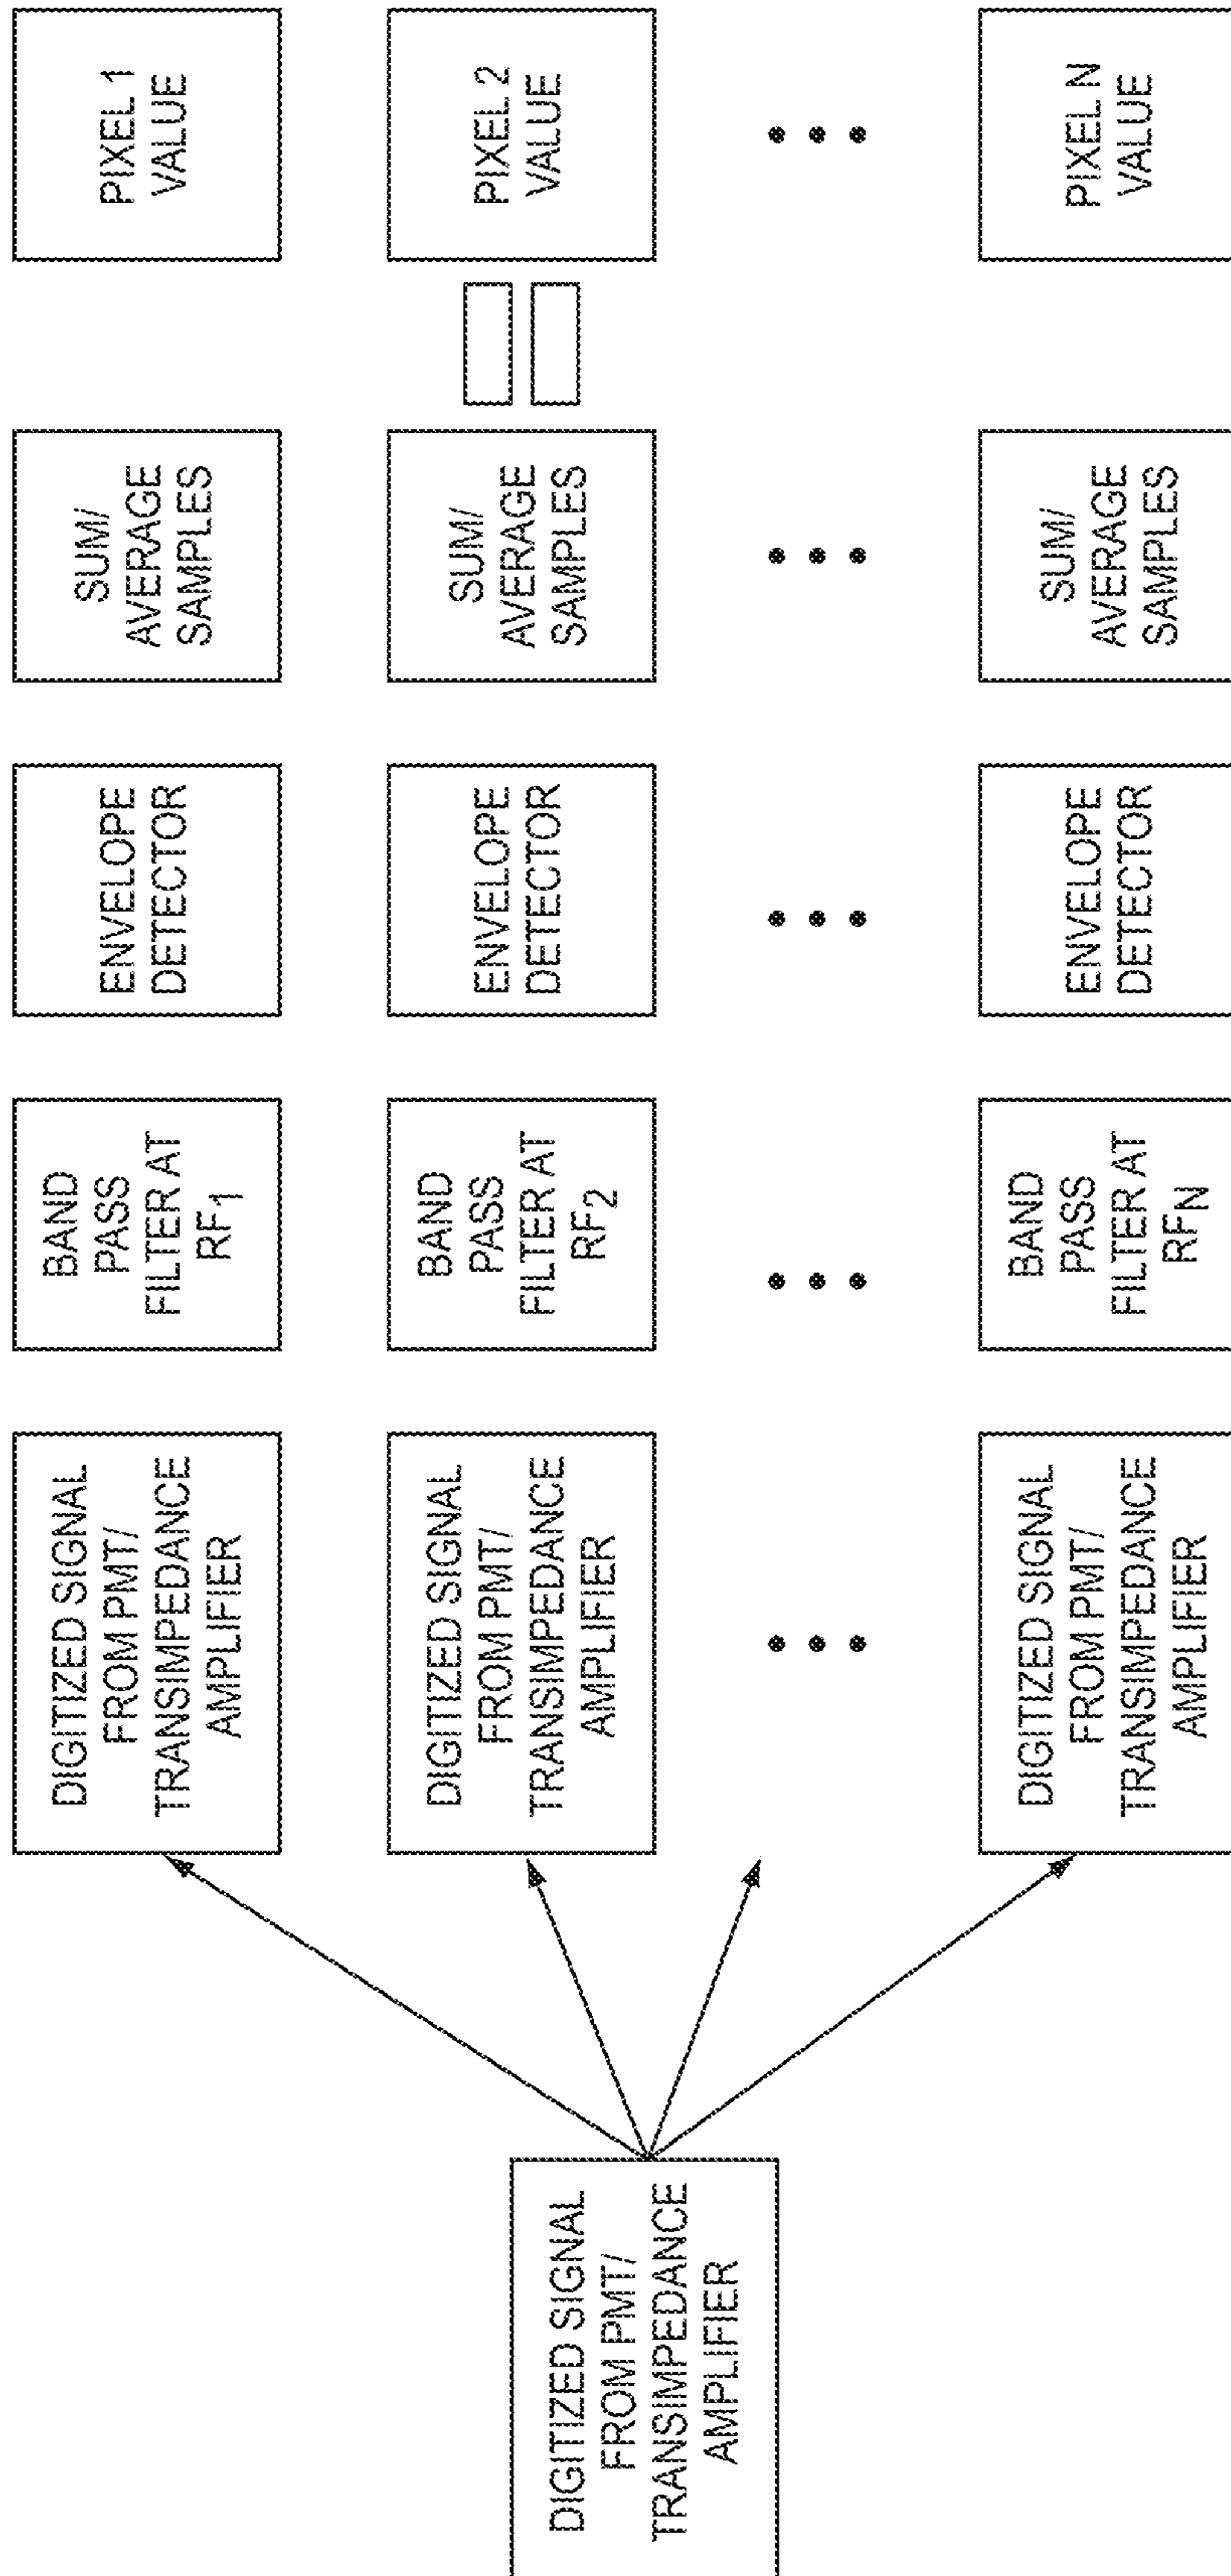 DIGITIZED SIGNAL
FROM PMT/
TRANSIMPEDANCE
AMPLIFIER
DIGITIZED SIGNAL
FROM PMT/
TRANSIMPEDANCE
AMPLIFIER
BAND
PASS
FILTER AT
RF1
ENVELOPE
DETECTOR
SUM/
AVERAGE
SAMPLES
PIXEL 1
VALUE
DIGITIZED SIGNAL
FROM PMT/
TRANSIMPEDANCE
AMPLIFIER
BAND
PASS
FILTER AT
RF2
ENVELOPE
DETECTOR
SUM/
AVERAGE
SAMPLES
PIXEL 2
VALUE
DIGITIZED SIGNAL
FROM PMT/
TRANSIMPEDANCE
AMPLIFIER
BAND
PASS
FILTER AT
RFN
ENVELOPE
DETECTOR
SUM/
AVERAGE
SAMPLES
PIXEL N
VALUE